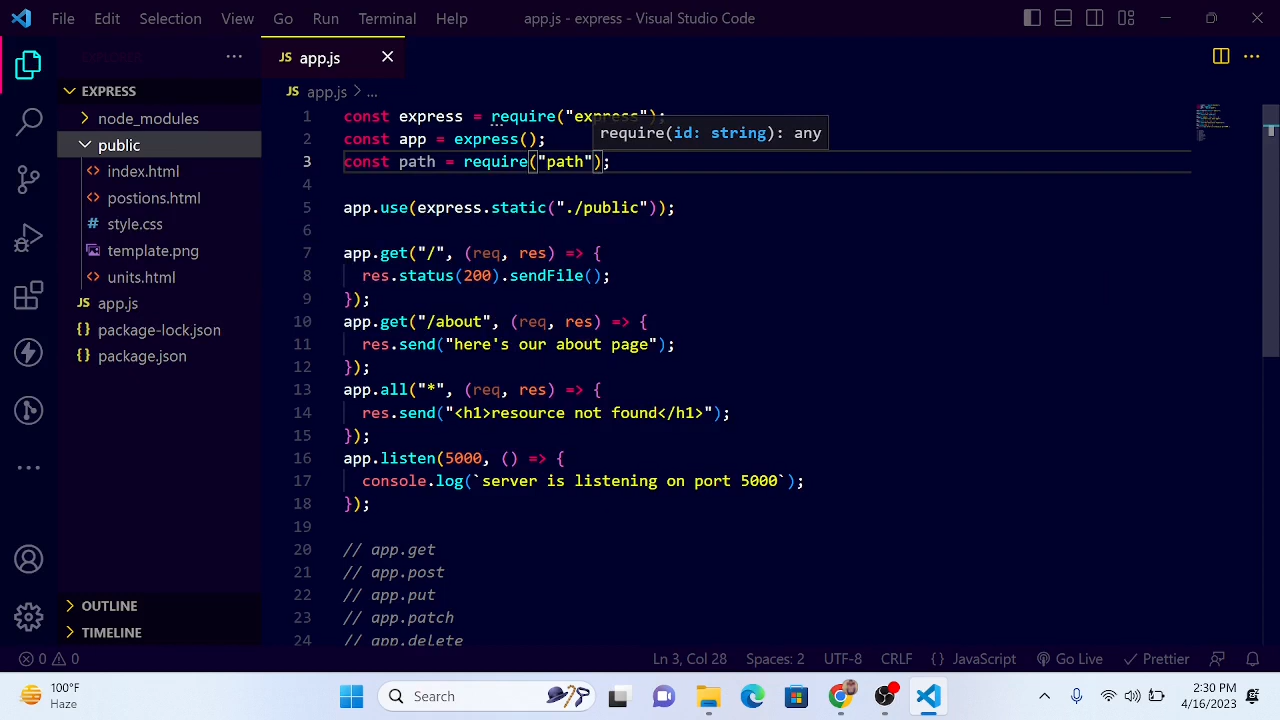 File Edit Selection View Go Run Terminal Help app.js - express - Visual Studio Code
JS app.js
EXPRESS
node_modules
public
index.html
postions.html
# style.css
template.png
units.html
JS app.js
{} package-lock.json
{} package.json
OUTLINE
TIMELINE
JS app.js > ...
1 const express = require("express");
require(id: string): any
2 const app = express();
3 const path = require("path");
4
5 app.use(express.static("./public"));
6
7 app.get("/", (req, res) => {
8 res.status(200).sendFile();
9 });
10 app.get("/about", (req, res) => {
11 res.send("here's our about page");
12 });
13 app.all("*", (req, res) => {
14 res.send("<h1>resource not found</h1>");
15 });
16 app.listen(5000, () => {
17 console.log(`server is listening on port 5000`);
18 });
19
20 // app.get
21 // app.post
22 // app.put
23 // app.patch
24 // app.delete
0 0 Ln 3, Col 28 Spaces: 2 UTF-8 CRLF {} JavaScript Go Live Prettier
100°F
Haze
Search
2:30 PM
4/16/2023